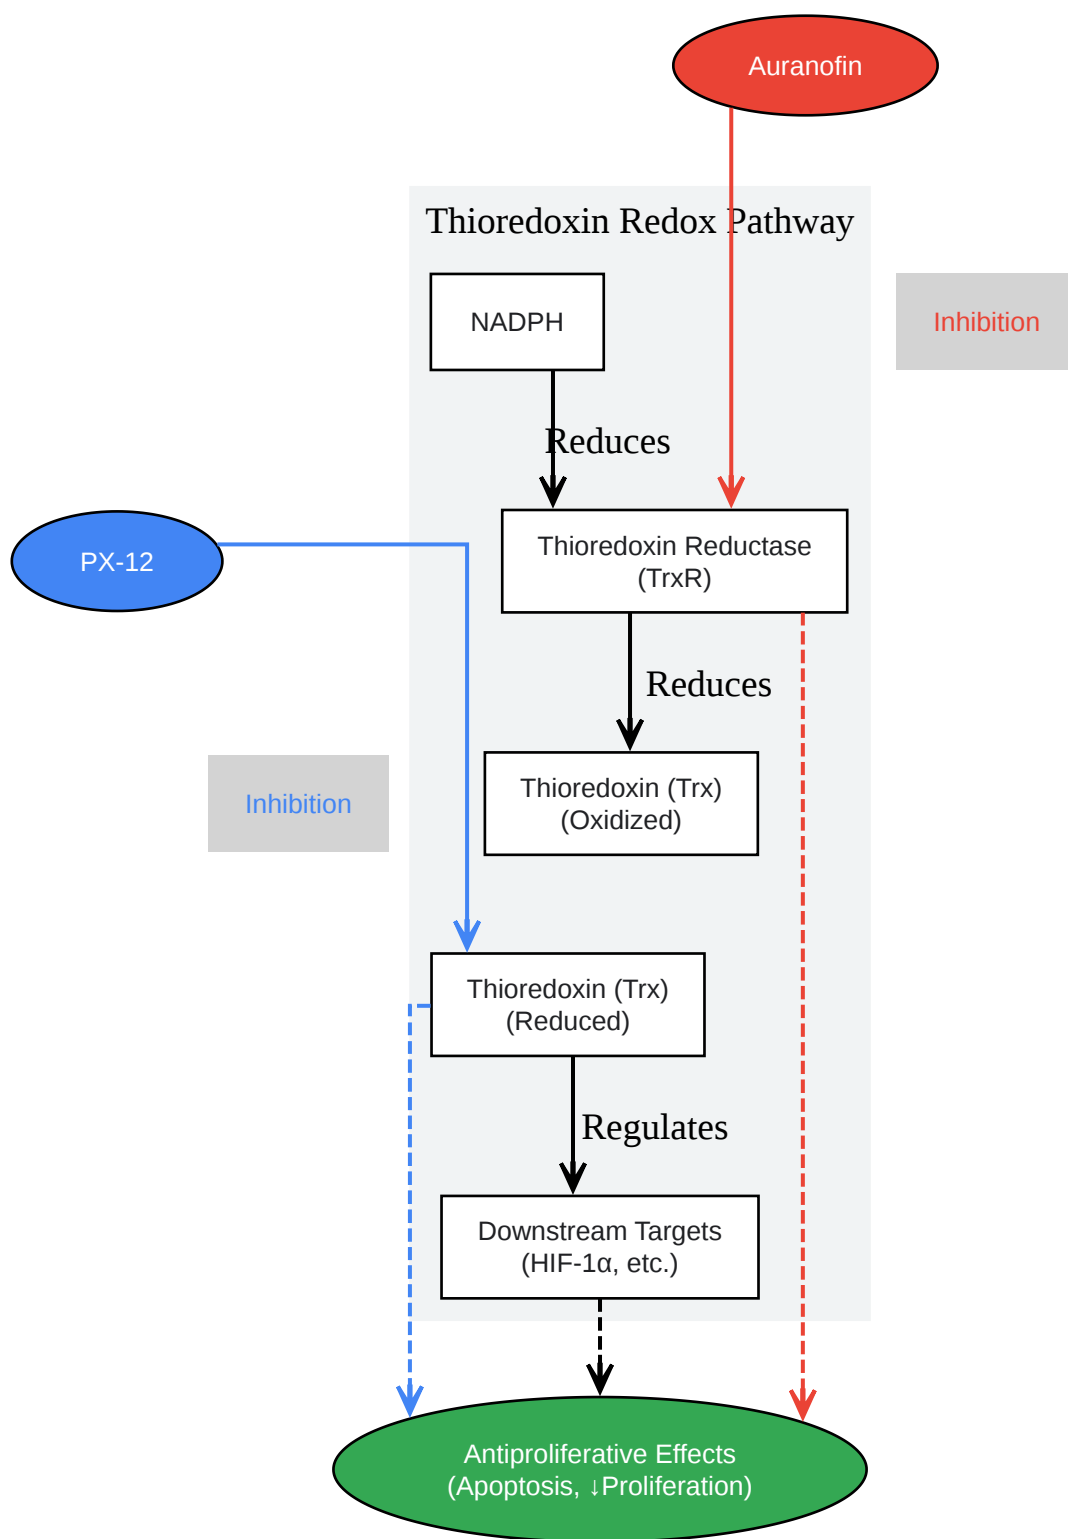 Auranofin
Thioredoxin Redox Pathway
NADPH
Inhibition
Reduces
Thioredoxin Reductase
(TrxR)
PX-12
Reduces
Thioredoxin (Trx)
(Oxidized)
Inhibition
Thioredoxin (Trx)
(Reduced)
Regulates
Downstream Targets
(HIF-1α, etc.)
Antiproliferative Effects
(Apoptosis, ↓Proliferation)